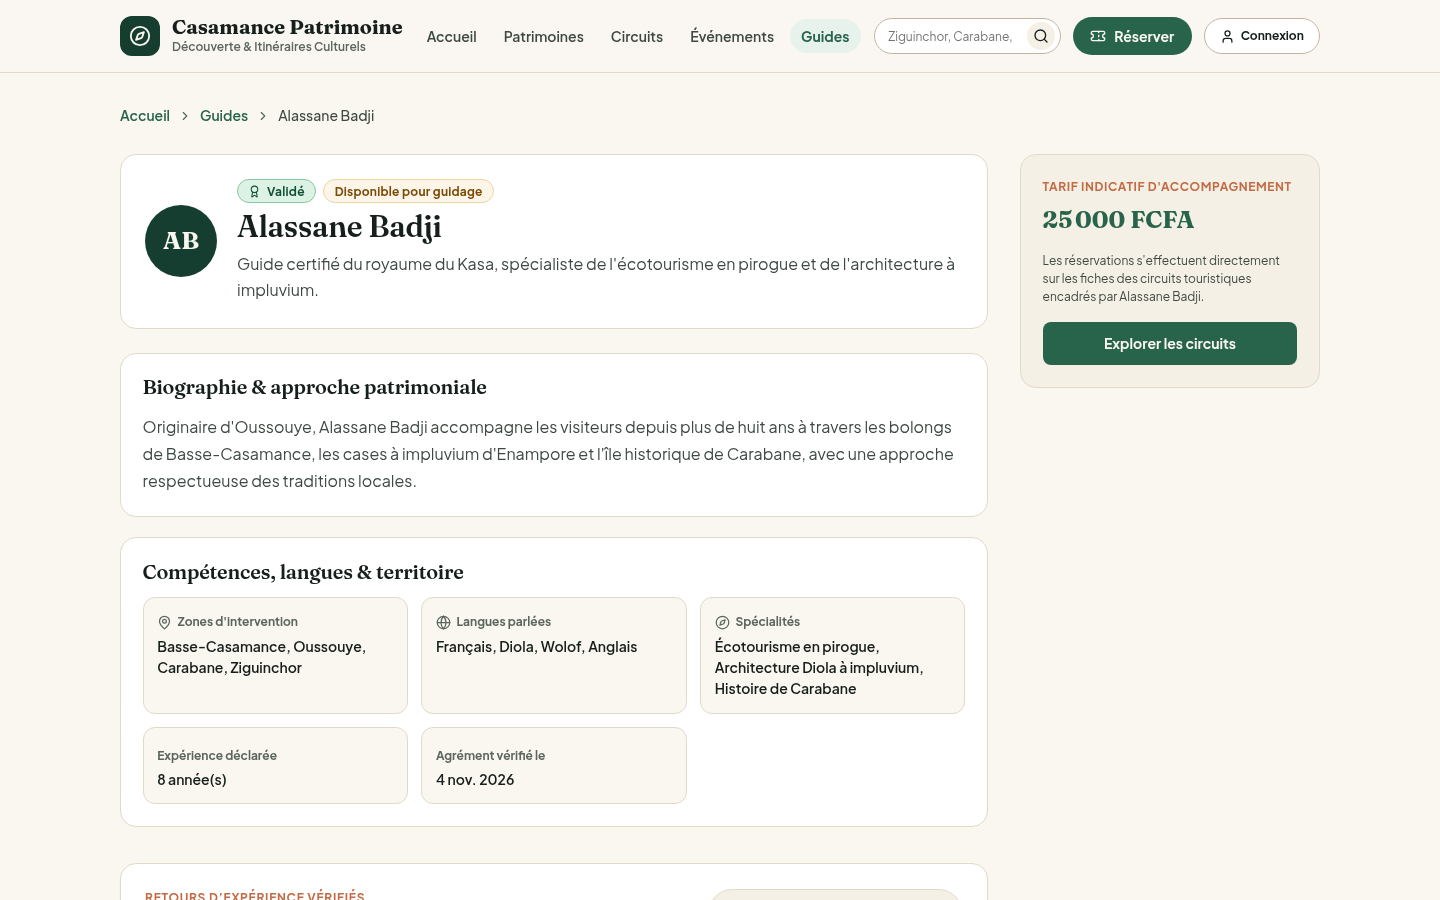 Casamance Patrimoine
Découverte & Itinéraires Culturels
Accueil
Patrimoines
Circuits
Événements
Guides
Ziguinchor, Carabane,
Réserver
Connexion
Accueil > Guides > Alassane Badji
AB
Validé
Disponible pour guidage
Alassane Badji
Guide certifié du royaume du Kasa, spécialiste de l'écotourisme en pirogue et de l'architecture à
impluvium.
TARIF INDICATIF D'ACCOMPAGNEMENT
25 000 FCFA
Les réservations s'effectuent directement
sur les fiches des circuits touristiques
encadrés par Alassane Badji.
Explorer les circuits
Biographie & approche patrimoniale
Originaire d'Oussouye, Alassane Badji accompagne les visiteurs depuis plus de huit ans à travers les bolongs
de Basse-Casamance, les cases à impluvium d'Enampore et l'île historique de Carabane, avec une approche
respectueuse des traditions locales.
Compétences, langues & territoire
Zones d'intervention
Basse-Casamance, Oussouye,
Carabane, Ziguinchor
Langues parlées
Français, Diola, Wolof, Anglais
Spécialités
Écotourisme en pirogue,
Architecture Diola à impluvium,
Histoire de Carabane
Expérience déclarée
8 année(s)
Agrément vérifié le
4 nov. 2026
RETOURS D’EXPÉRIENCE VÉRIFIÉS